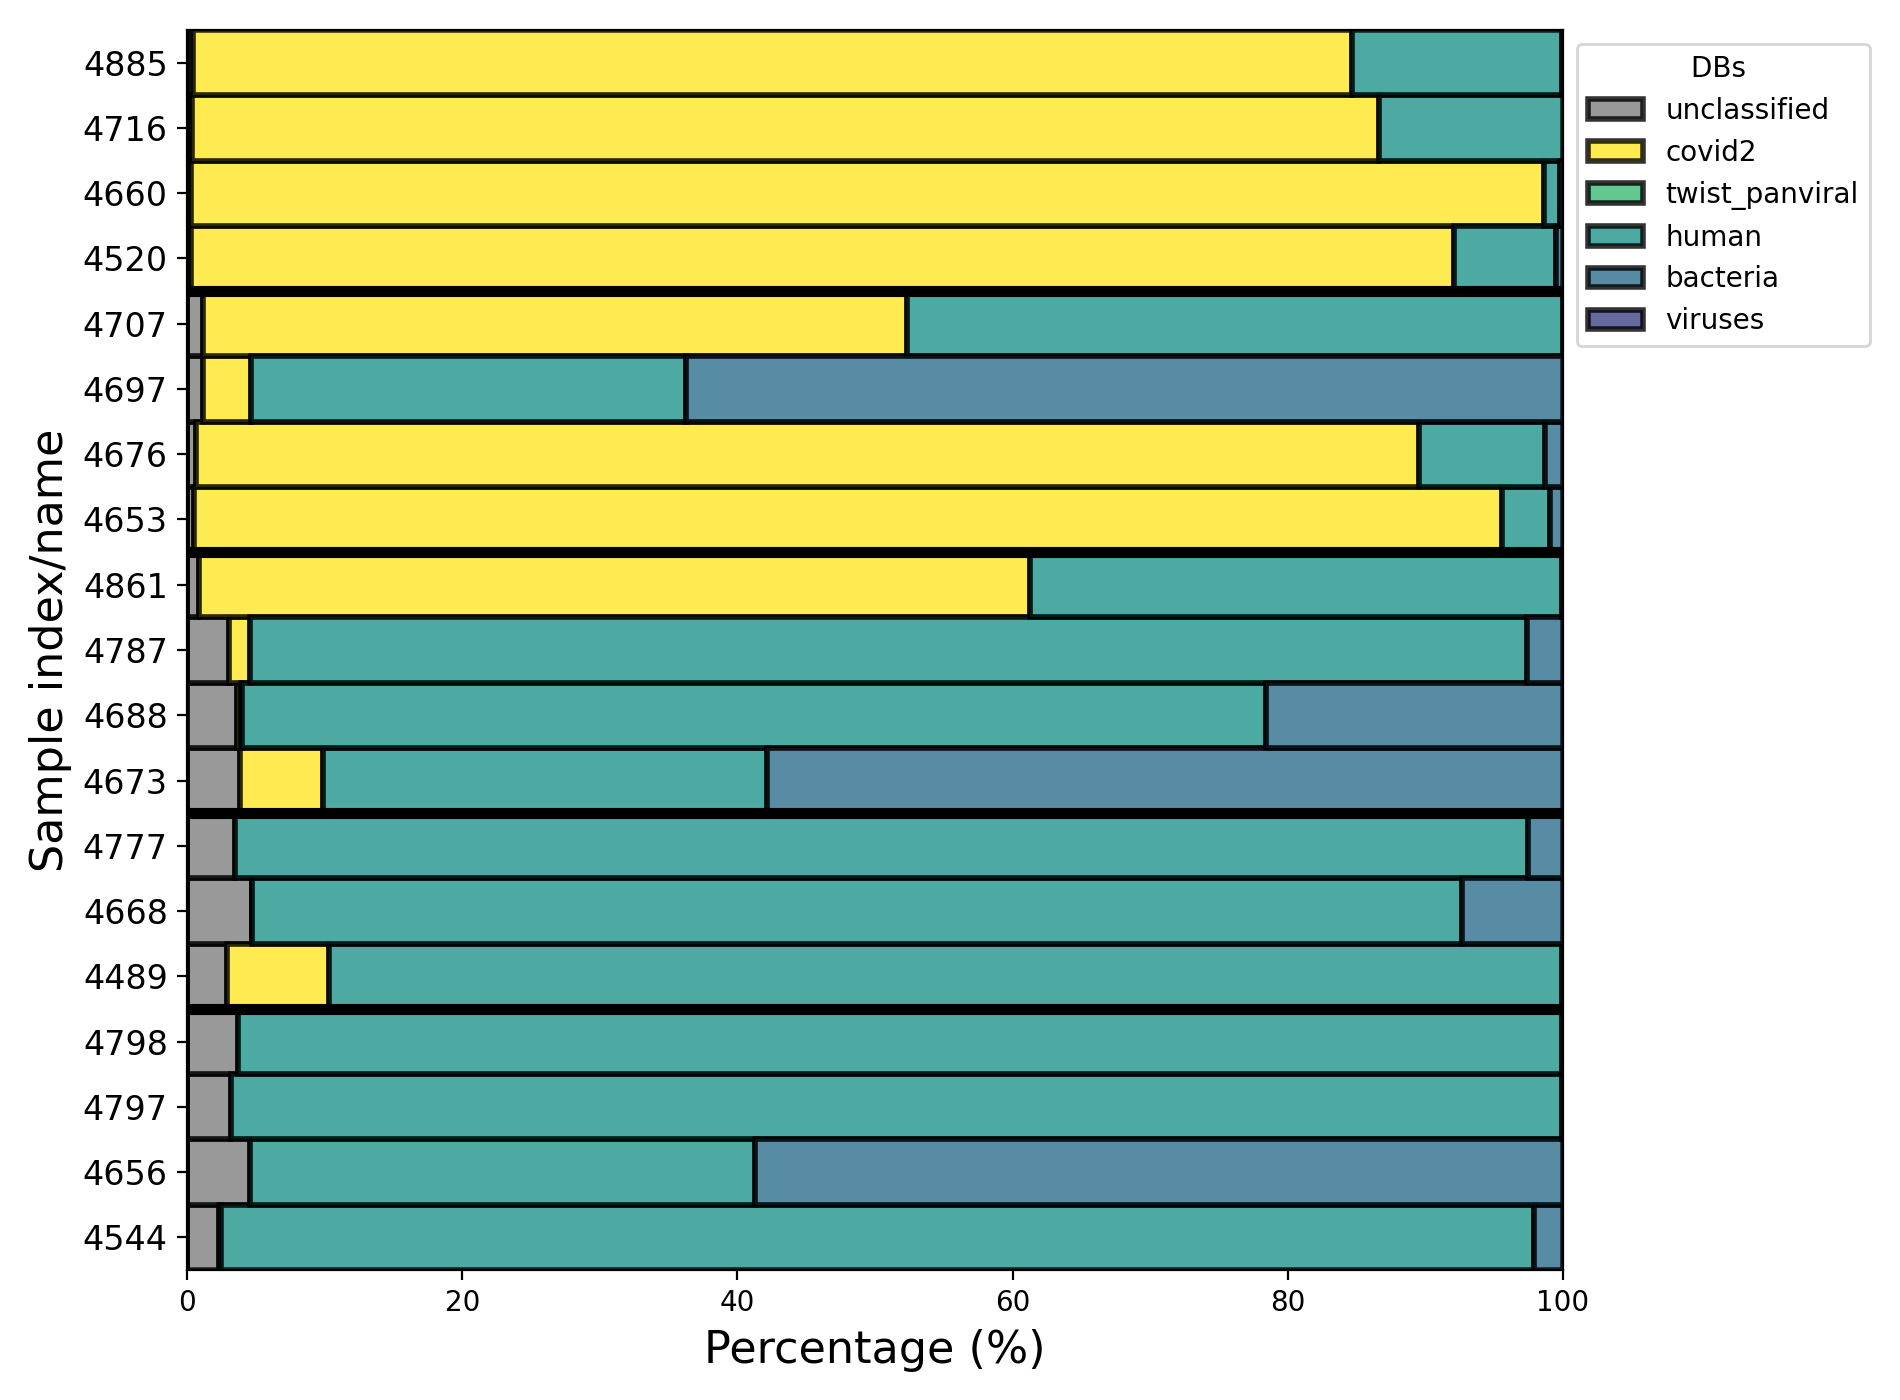 Sample index/name
4885
4716
4660
4520
4707
4697
4676
4653
4861
4787
4688
4673
4777
4668
4489
4798
4797
4656
4544
0 20 40 60 80 100
Percentage (%)
DBs
unclassified
covid2
twist_panviral
human
bacteria
viruses